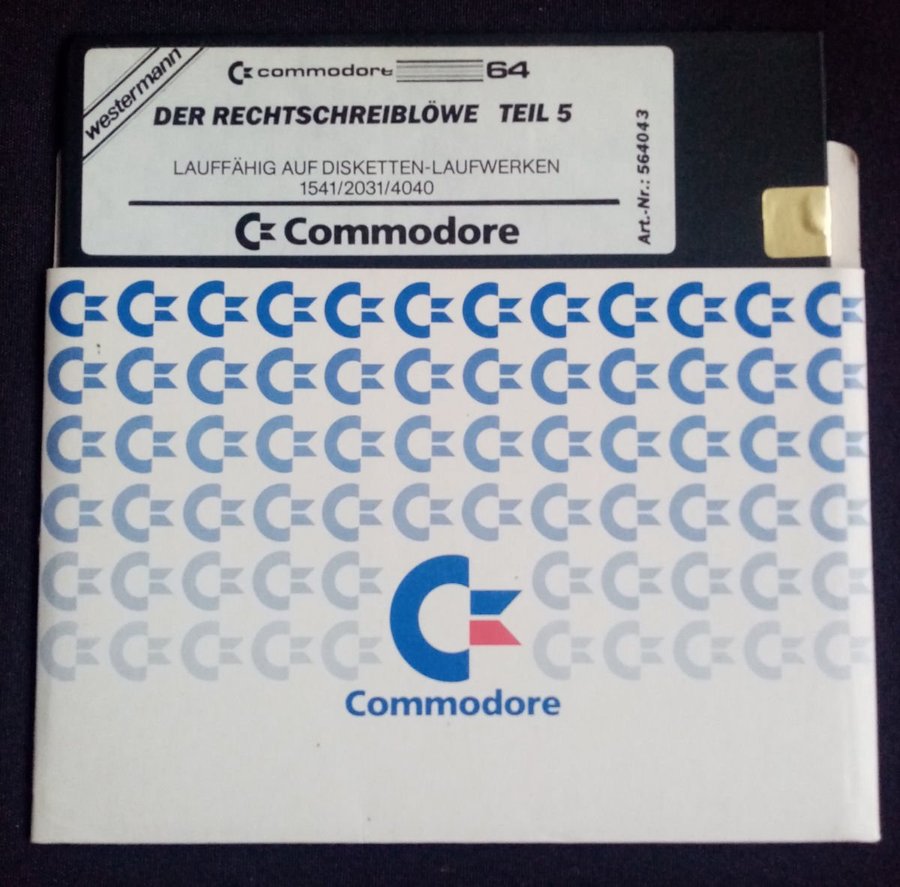 westermann
commodore 64
DER RECHTSCHREIBLÖWE TEIL 5
LAUFFÄHIG AUF DISKETTEN-LAUFWERKEN
1541/2031/4040
Commodore
Art.-Nr.: 564043
Commodore